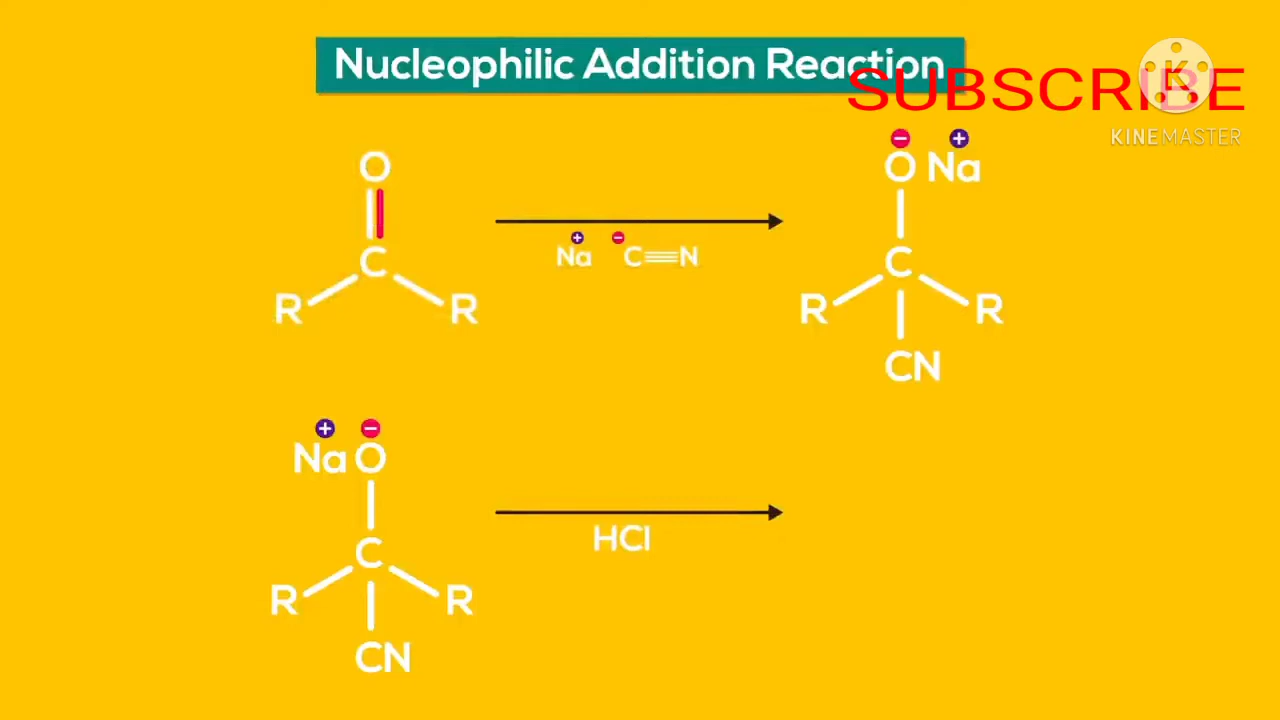 Nucleophilic Addition Reaction
SUBSCRIBE
K
KINEMASTER
O
C
R R
+ −
Na C≡N
− +
O Na
C
R R
CN
+ −
Na O
C
R R
CN
HCl